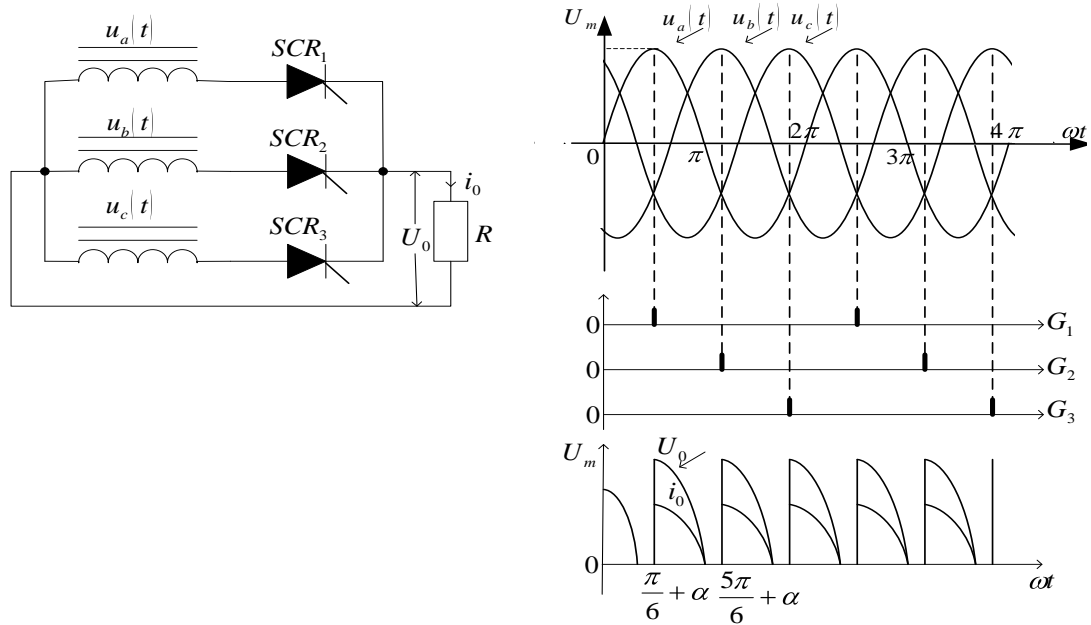 u_a(t)
SCR_1
u_b(t)
SCR_2
u_c(t)
SCR_3
U_0
i_0
R
U_m
u_a(t) u_b(t) u_c(t)
0
π
2π
3π
4π
ωt
0
G_1
0
G_2
0
G_3
U_m
U_0
i_0
0
π/6 + α
5π/6 + α
ωt